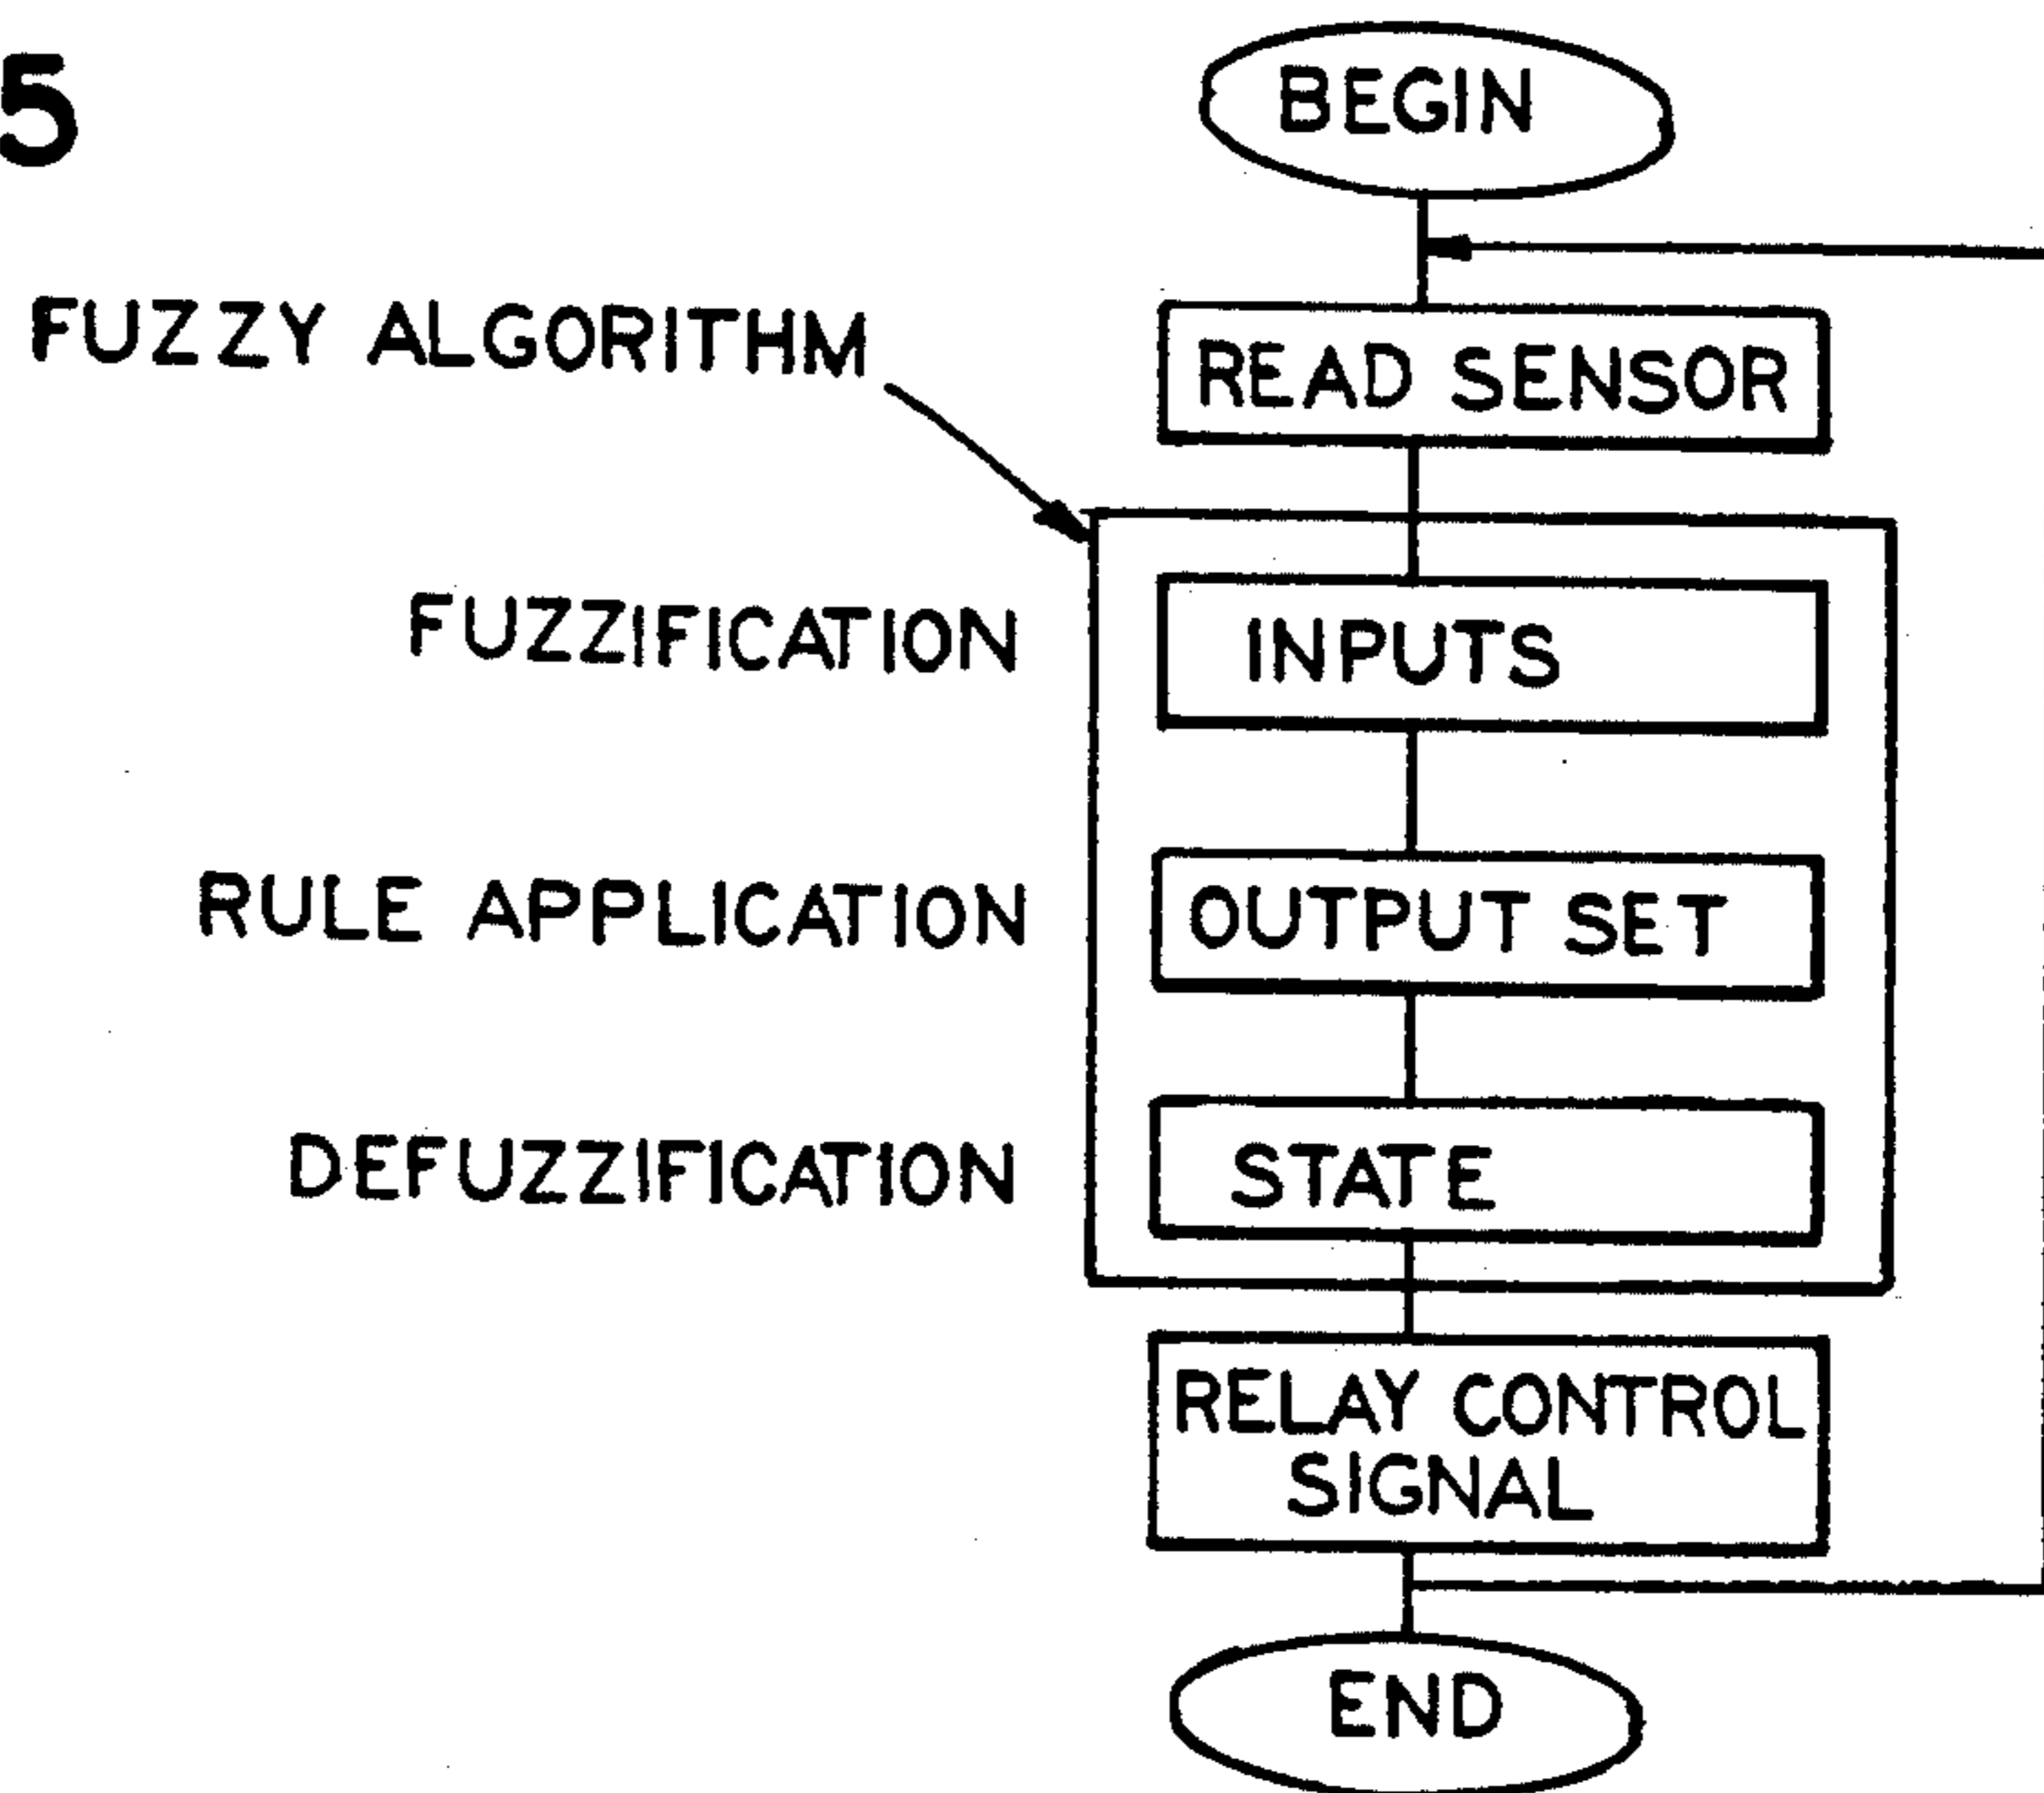 5
BEGIN
FUZZY ALGORITHM
READ SENSOR
FUZZIFICATION
INPUTS
RULE APPLICATION
OUTPUT SET
DEFUZZIFICATION
STATE
RELAY CONTROL
SIGNAL
END